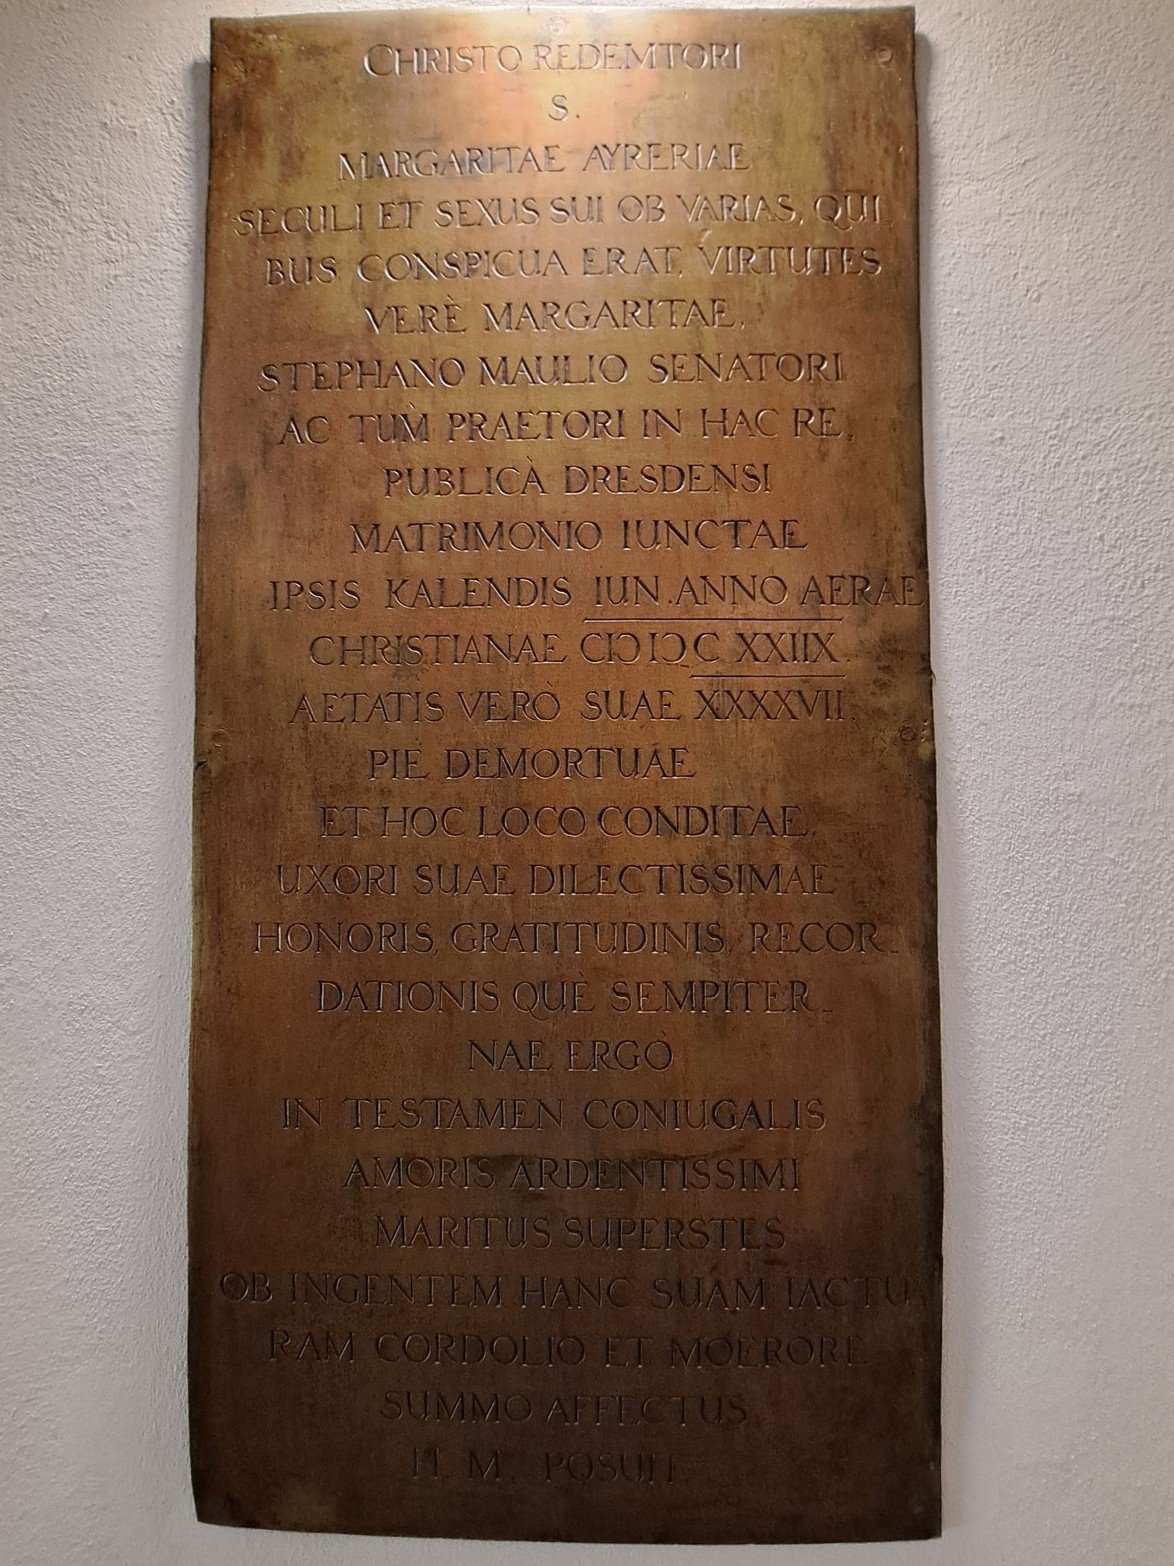 CHRISTO REDEMTORI
S.
MARGARITAE AYRERIAE
SECULI ET SEXUS SUI OB VARIAS, QUI
BUS CONSPICUA ERAT, VIRTUTES
VERÈ MARGARITAE,
STEPHANO MAULIO SENATORI
AC TUM PRAETORI IN HAC RE.
PUBLICÀ DRESDENSI
MATRIMONIO IUNCTAE
IPSIS KALENDIS IUN. ANNO AERAE
CHRISTIANAE CIƆIƆC XXIIX.
AETATIS VERÒ SUAE XXXXVII.
PIE DEMORTUAE
ET HOC LOCO CONDITAE,
UXORI SUAE DILECTISSIMAE
HONORIS, GRATITUDINIS, RECOR.
DATIONIS QUÈ SEMPITER.
NAE ERGÒ
IN TESTAMEN CONIUGALIS
AMORIS ARDENTISSIMI
MARITUS SUPERSTES
OB INGENTEM HANC SUAM IACTU
RAM CORDOLIO ET MOERORE
SUMMO AFFECTUS
H. M. POSUIT